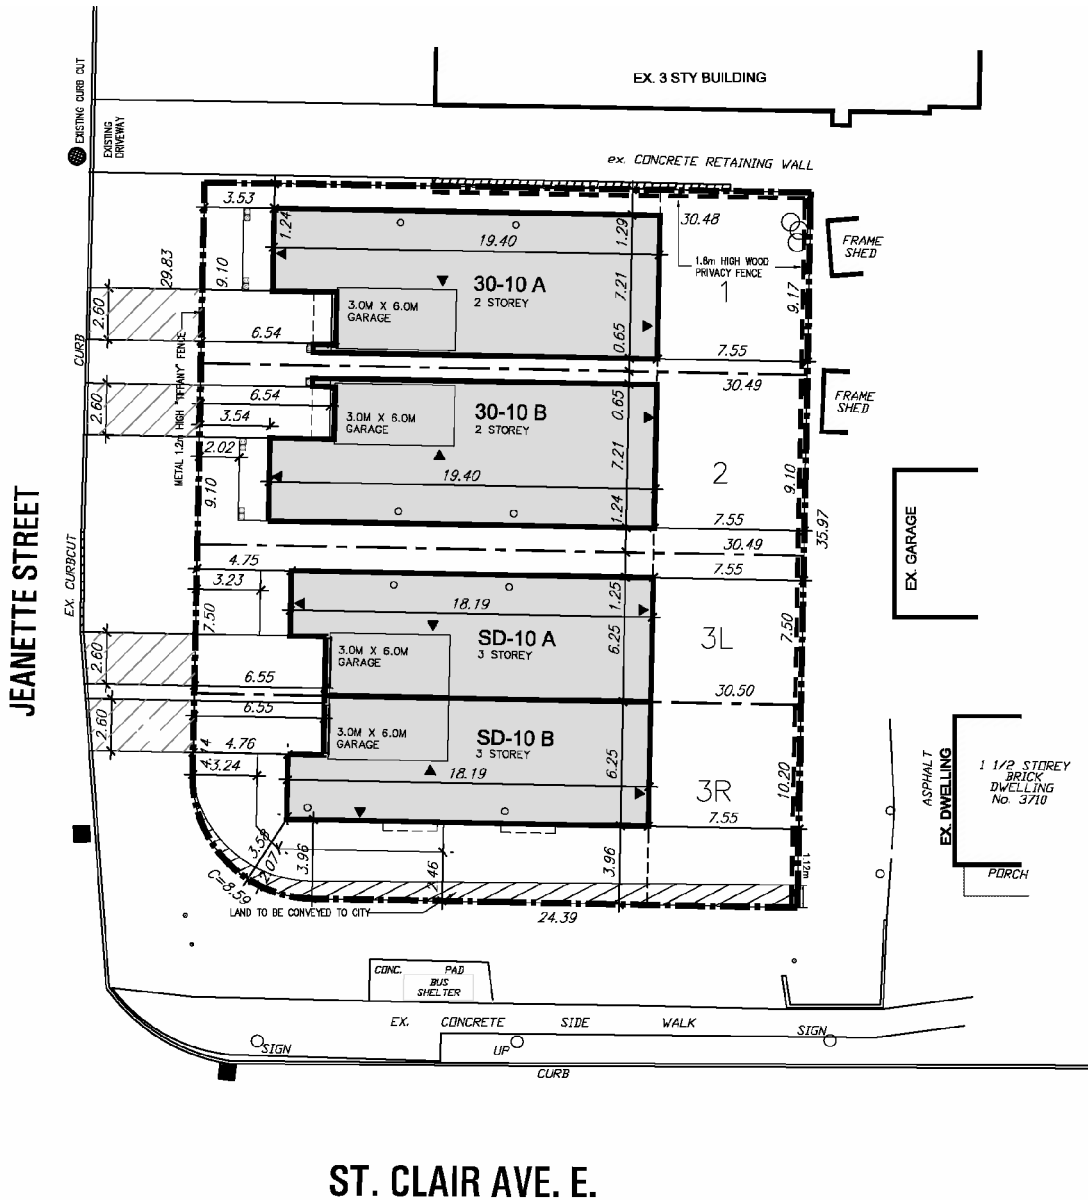 EX. 3 STY BUILDING
EXISTING CURB CUT
EXISTING
DRIVEWAY
ex. CONCRETE RETAINING WALL
3.53
1.24
19.40
1.29
30.48
FRAME
SHED
1.8m HIGH WOOD
PRIVACY FENCE
29.83
9.10
30-10 A
2 STOREY
7.21
1
9.17
2.60
3.0M X 6.0M
GARAGE
6.54
0.65
7.55
CURB
30.49
6.54
2.60
METAL 1.2m HIGH "TIFFANY" FENCE
3.54
3.0M X 6.0M
GARAGE
30-10 B
2 STOREY
0.65
FRAME
SHED
2.02
7.21
9.10
19.40
2
9.10
1.24
7.55
35.97
EX. GARAGE
JEANETTE STREET
EX. CURBCUT
30.49
4.75
7.55
3.23
7.50
18.19
1.25
2.60
3.0M X 6.0M
GARAGE
SD-10 A
3 STOREY
6.25
3L
7.50
6.55
30.50
6.55
2.60
4.14
4.76
3.0M X 6.0M
GARAGE
SD-10 B
3 STOREY
6.25
3.24
18.19
3R
10.20
7.55
ASPHALT
EX. DWELLING
1 1/2 STOREY
BRICK
DWELLING
No. 3710
PORCH
3.58
2.07
3.96
2.46
3.96
1.12m
C=8.59
LAND TO BE CONVEYED TO CITY
24.39
CONC. PAD
BUS
SHELTER
EX. CONCRETE SIDE WALK
SIGN
SIGN
UP
CURB
ST. CLAIR AVE. E.